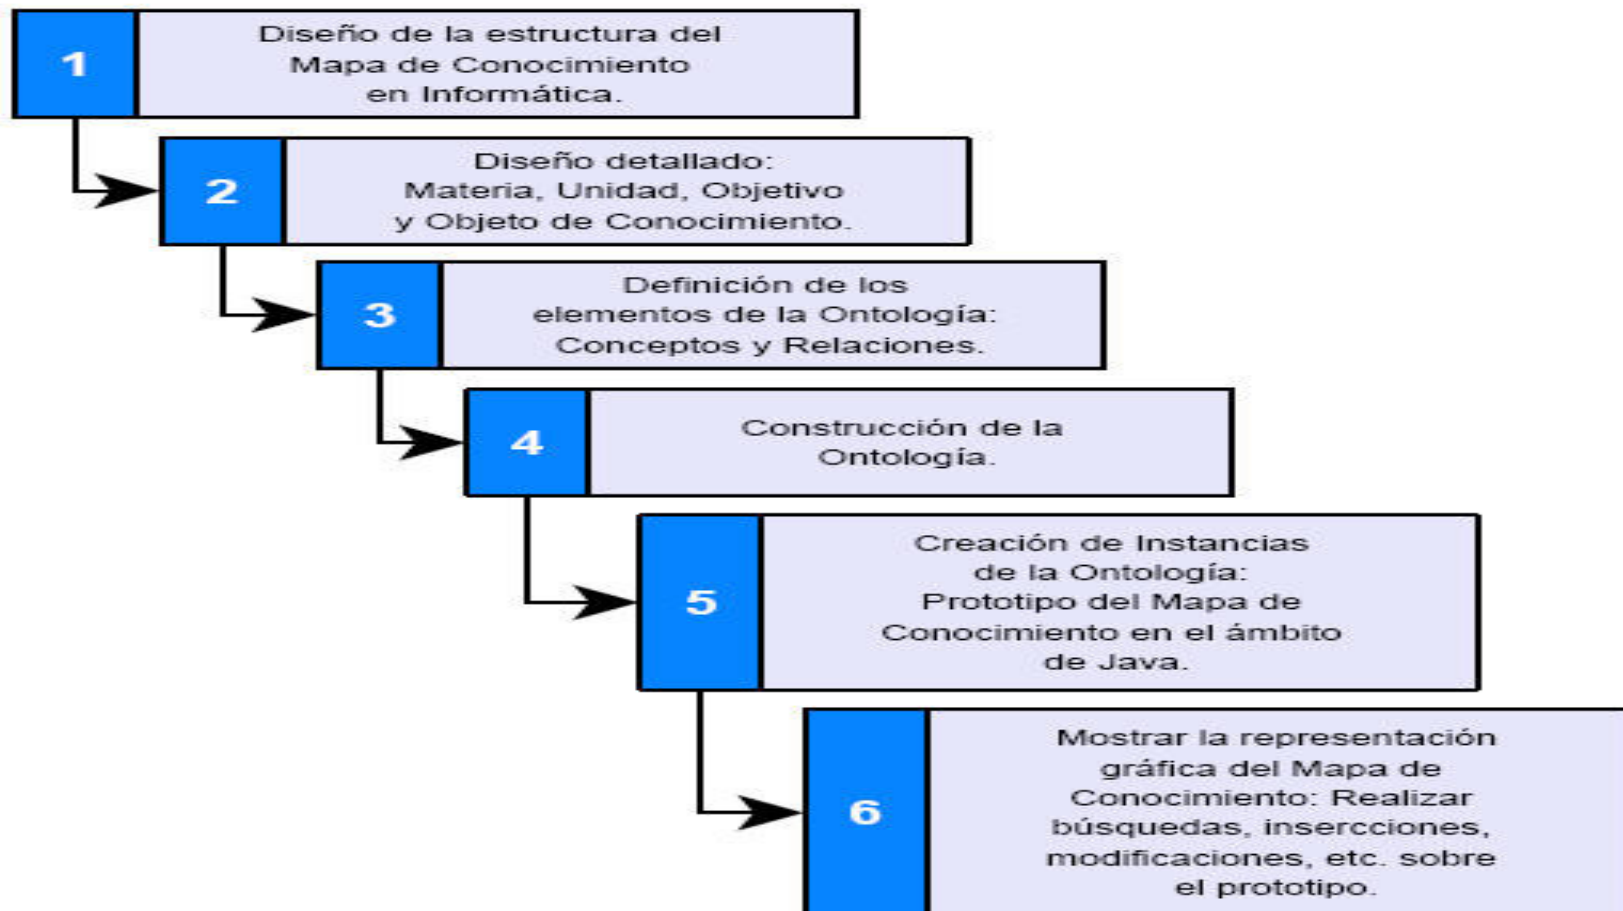 1
Diseño de la estructura del
Mapa de Conocimiento
en Informática.
2
Diseño detallado:
Materia, Unidad, Objetivo
y Objeto de Conocimiento.
3
Definición de los
elementos de la Ontología:
Conceptos y Relaciones.
4
Construcción de la
Ontología.
5
Creación de Instancias
de la Ontología:
Prototipo del Mapa de
Conocimiento en el ámbito
de Java.
6
Mostrar la representación
gráfica del Mapa de
Conocimiento: Realizar
búsquedas, insercciones,
modificaciones, etc. sobre
el prototipo.